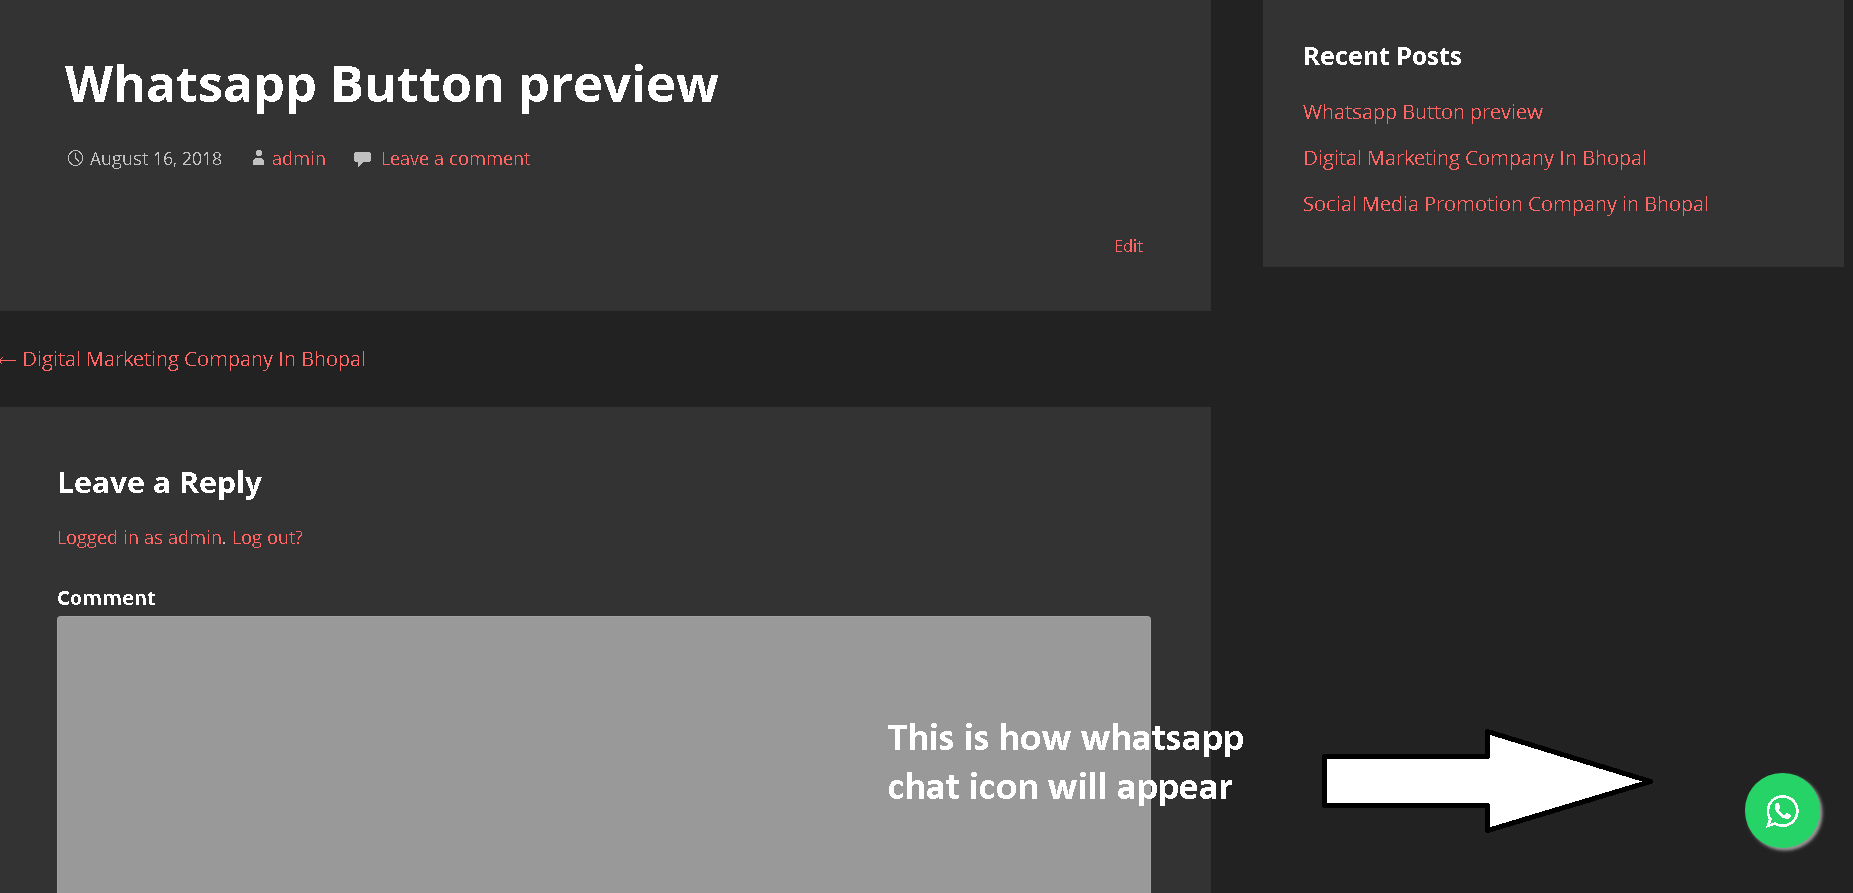 Whatsapp Button preview
August 16, 2018 admin Leave a comment
Edit
← Digital Marketing Company In Bhopal
Leave a Reply
Logged in as admin. Log out?
Comment
This is how whatsapp
chat icon will appear
Recent Posts
Whatsapp Button preview
Digital Marketing Company In Bhopal
Social Media Promotion Company in Bhopal